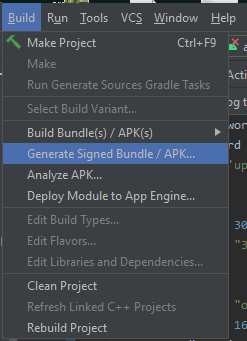 Build Run Tools VCS Window Help
Make Project Ctrl+F9
Make
Run Generate Sources Gradle Tasks
Select Build Variant...
Build Bundle(s) / APK(s)
Generate Signed Bundle / APK...
Analyze APK...
Deploy Module to App Engine...
Edit Build Types...
Edit Flavors...
Edit Libraries and Dependencies...
Clean Project
Refresh Linked C++ Projects
Rebuild Project